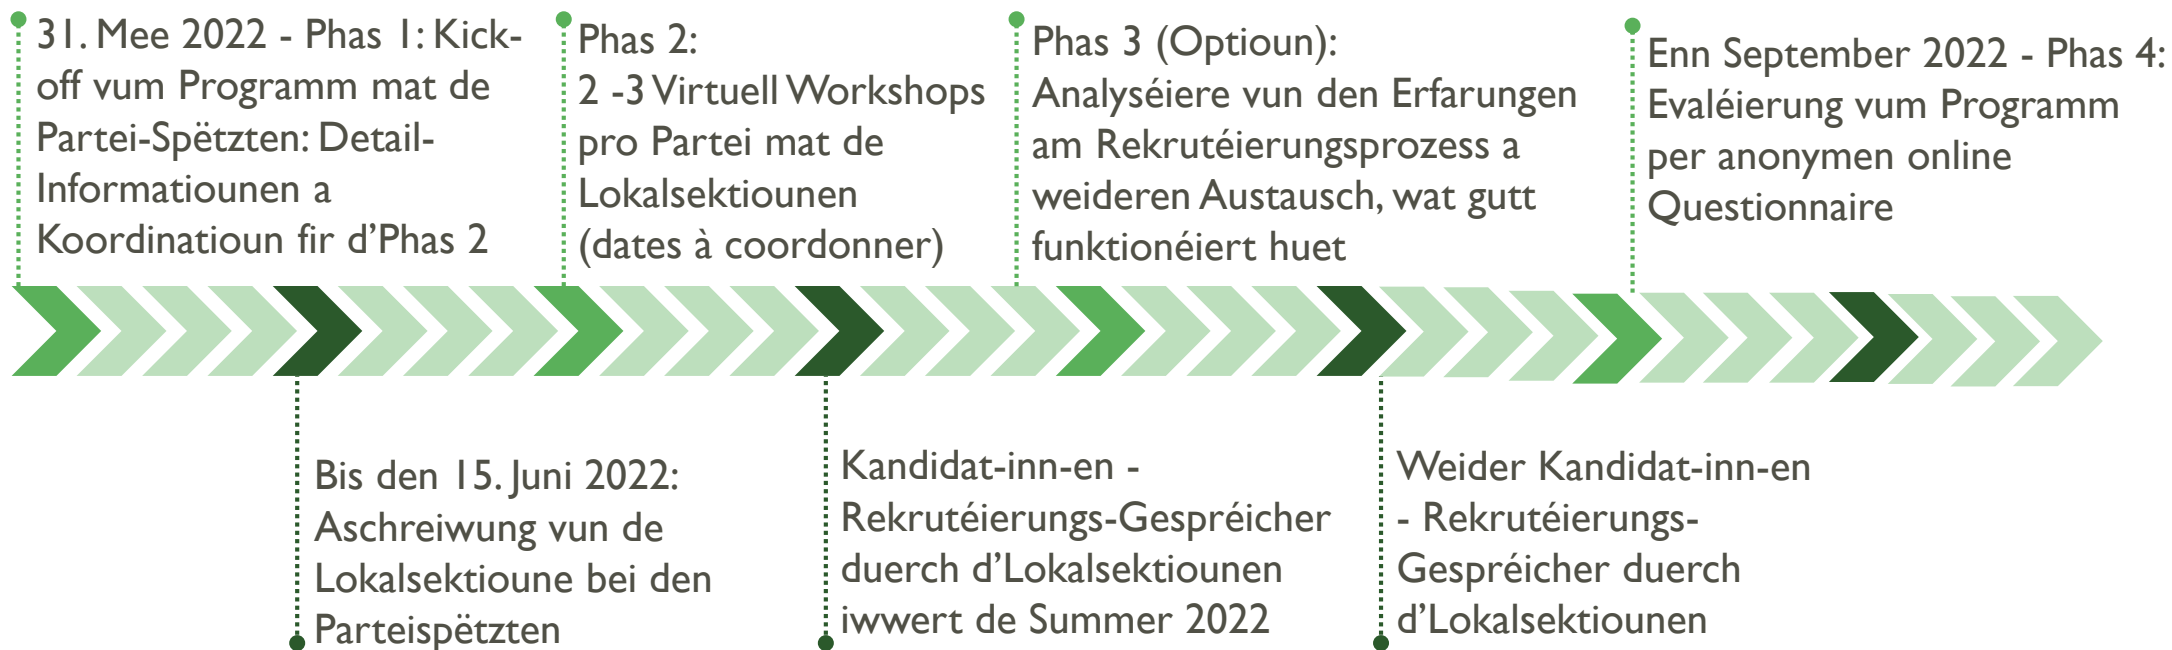 31. Mee 2022 - Phas 1: Kick-
off vum Programm mat de
Partei-Spëtzten: Detail-
Informatiounen a
Koordinatioun fir d’Phas 2
Phas 2:
2 -3 Virtuell Workshops
pro Partei mat de
Lokalsektiounen
(dates à coordonner)
Phas 3 (Optioun):
Analyséiere vun den Erfarungen
am Rekrutéierungsprozess a
weideren Austausch, wat gutt
funktionéiert huet
Enn September 2022 - Phas 4:
Evaléierung vum Programm
per anonymen online
Questionnaire
Bis den 15. Juni 2022:
Aschreiwung vun de
Lokalsektioune bei den
Parteispëtzten
Kandidat-inn-en -
Rekrutéierungs-Gespréicher
duerch d’Lokalsektiounen
iwwert de Summer 2022
Weider Kandidat-inn-en
- Rekrutéierungs-
Gespréicher duerch
d’Lokalsektiounen